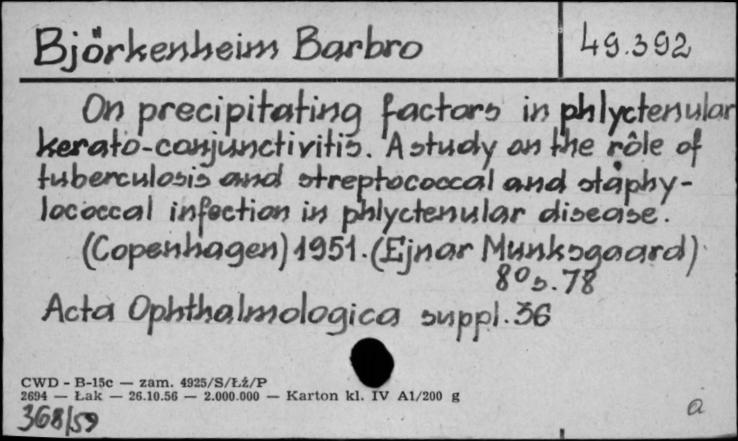 Björkenheim Barbro
49.392
On precipitating factors in phlyctenular
kerato-conjunctivitis. A study on the rôle of
tuberculosis and streptococcal and staphy-
lococcal infection in phlyctenular disease.
(Copenhagen) 1951. (Ejnar Munksgaard)
8° s. 78
Acta Ophthalmologica suppl. 36
CWD - B-15c — zam. 4925/S/Łź/P
2694 — Łak — 26.10.56 — 2.000.000 — Karton kl. IV A1/200 g
368/59
a